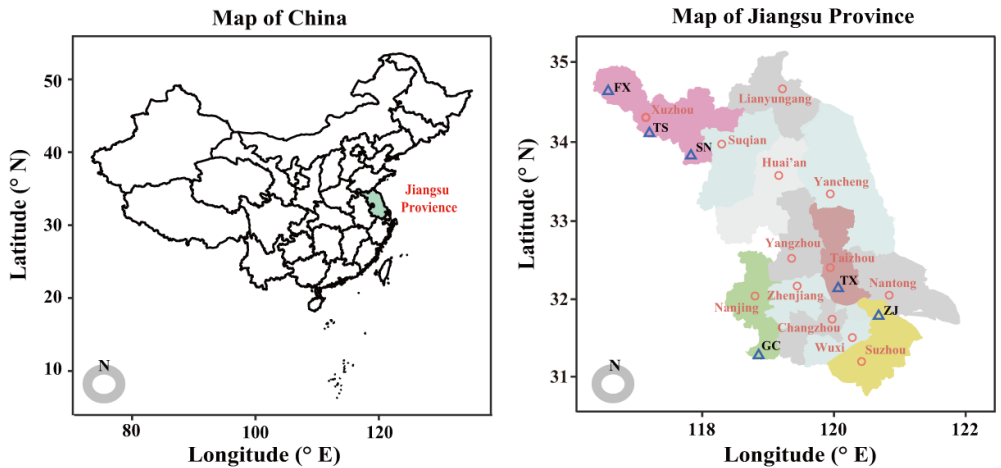 Map of China
50
40
30
20
10
Latitude (° N)
Jiangsu
Provience
N
80
100
120
Longitude (° E)
Map of Jiangsu Province
35
34
33
32
31
Latitude (° N)
FX
Xuzhou
TS
SN
Lianyungang
Suqian
Huai'an
Yancheng
Yangzhou
Taizhou
TX
Nantong
Nanjing
Zhenjiang
ZJ
Changzhou
GC
Wuxi
Suzhou
N
118
120
122
Longitude (° E)